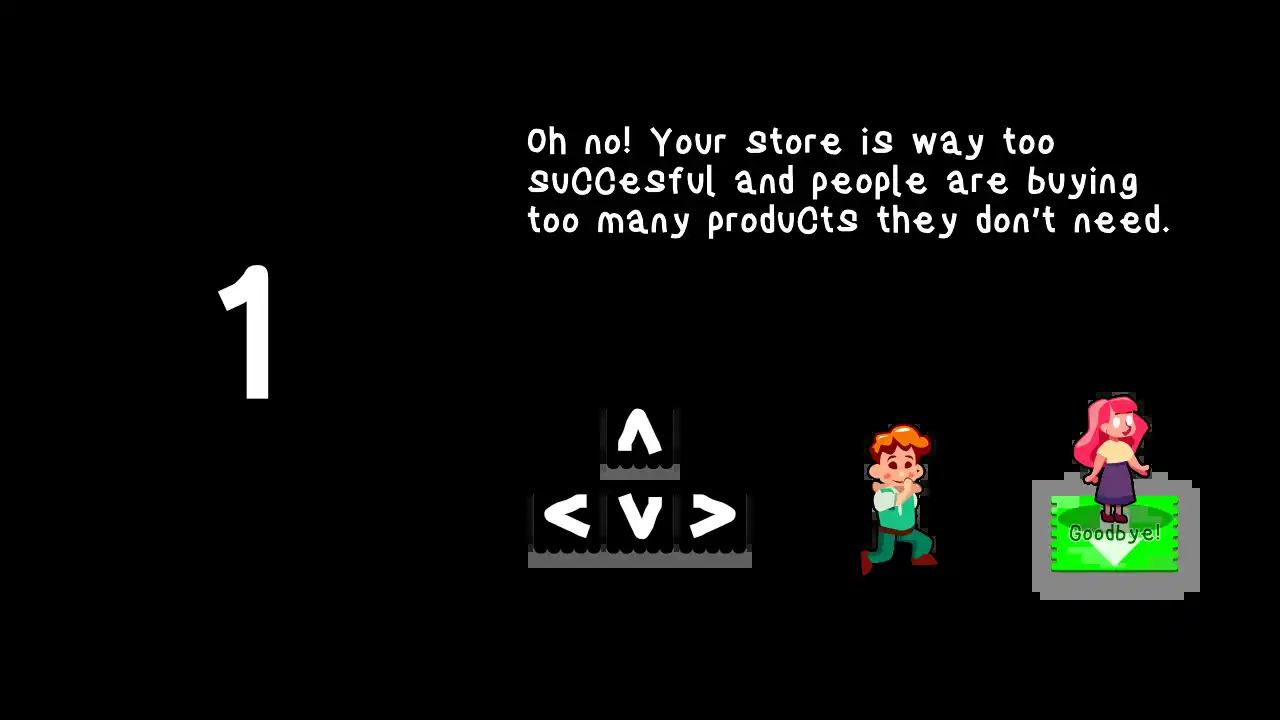 Oh no! Your store is way too
succesful and people are buying
too many products they don't need.
1
^
< v >
Goodbye!